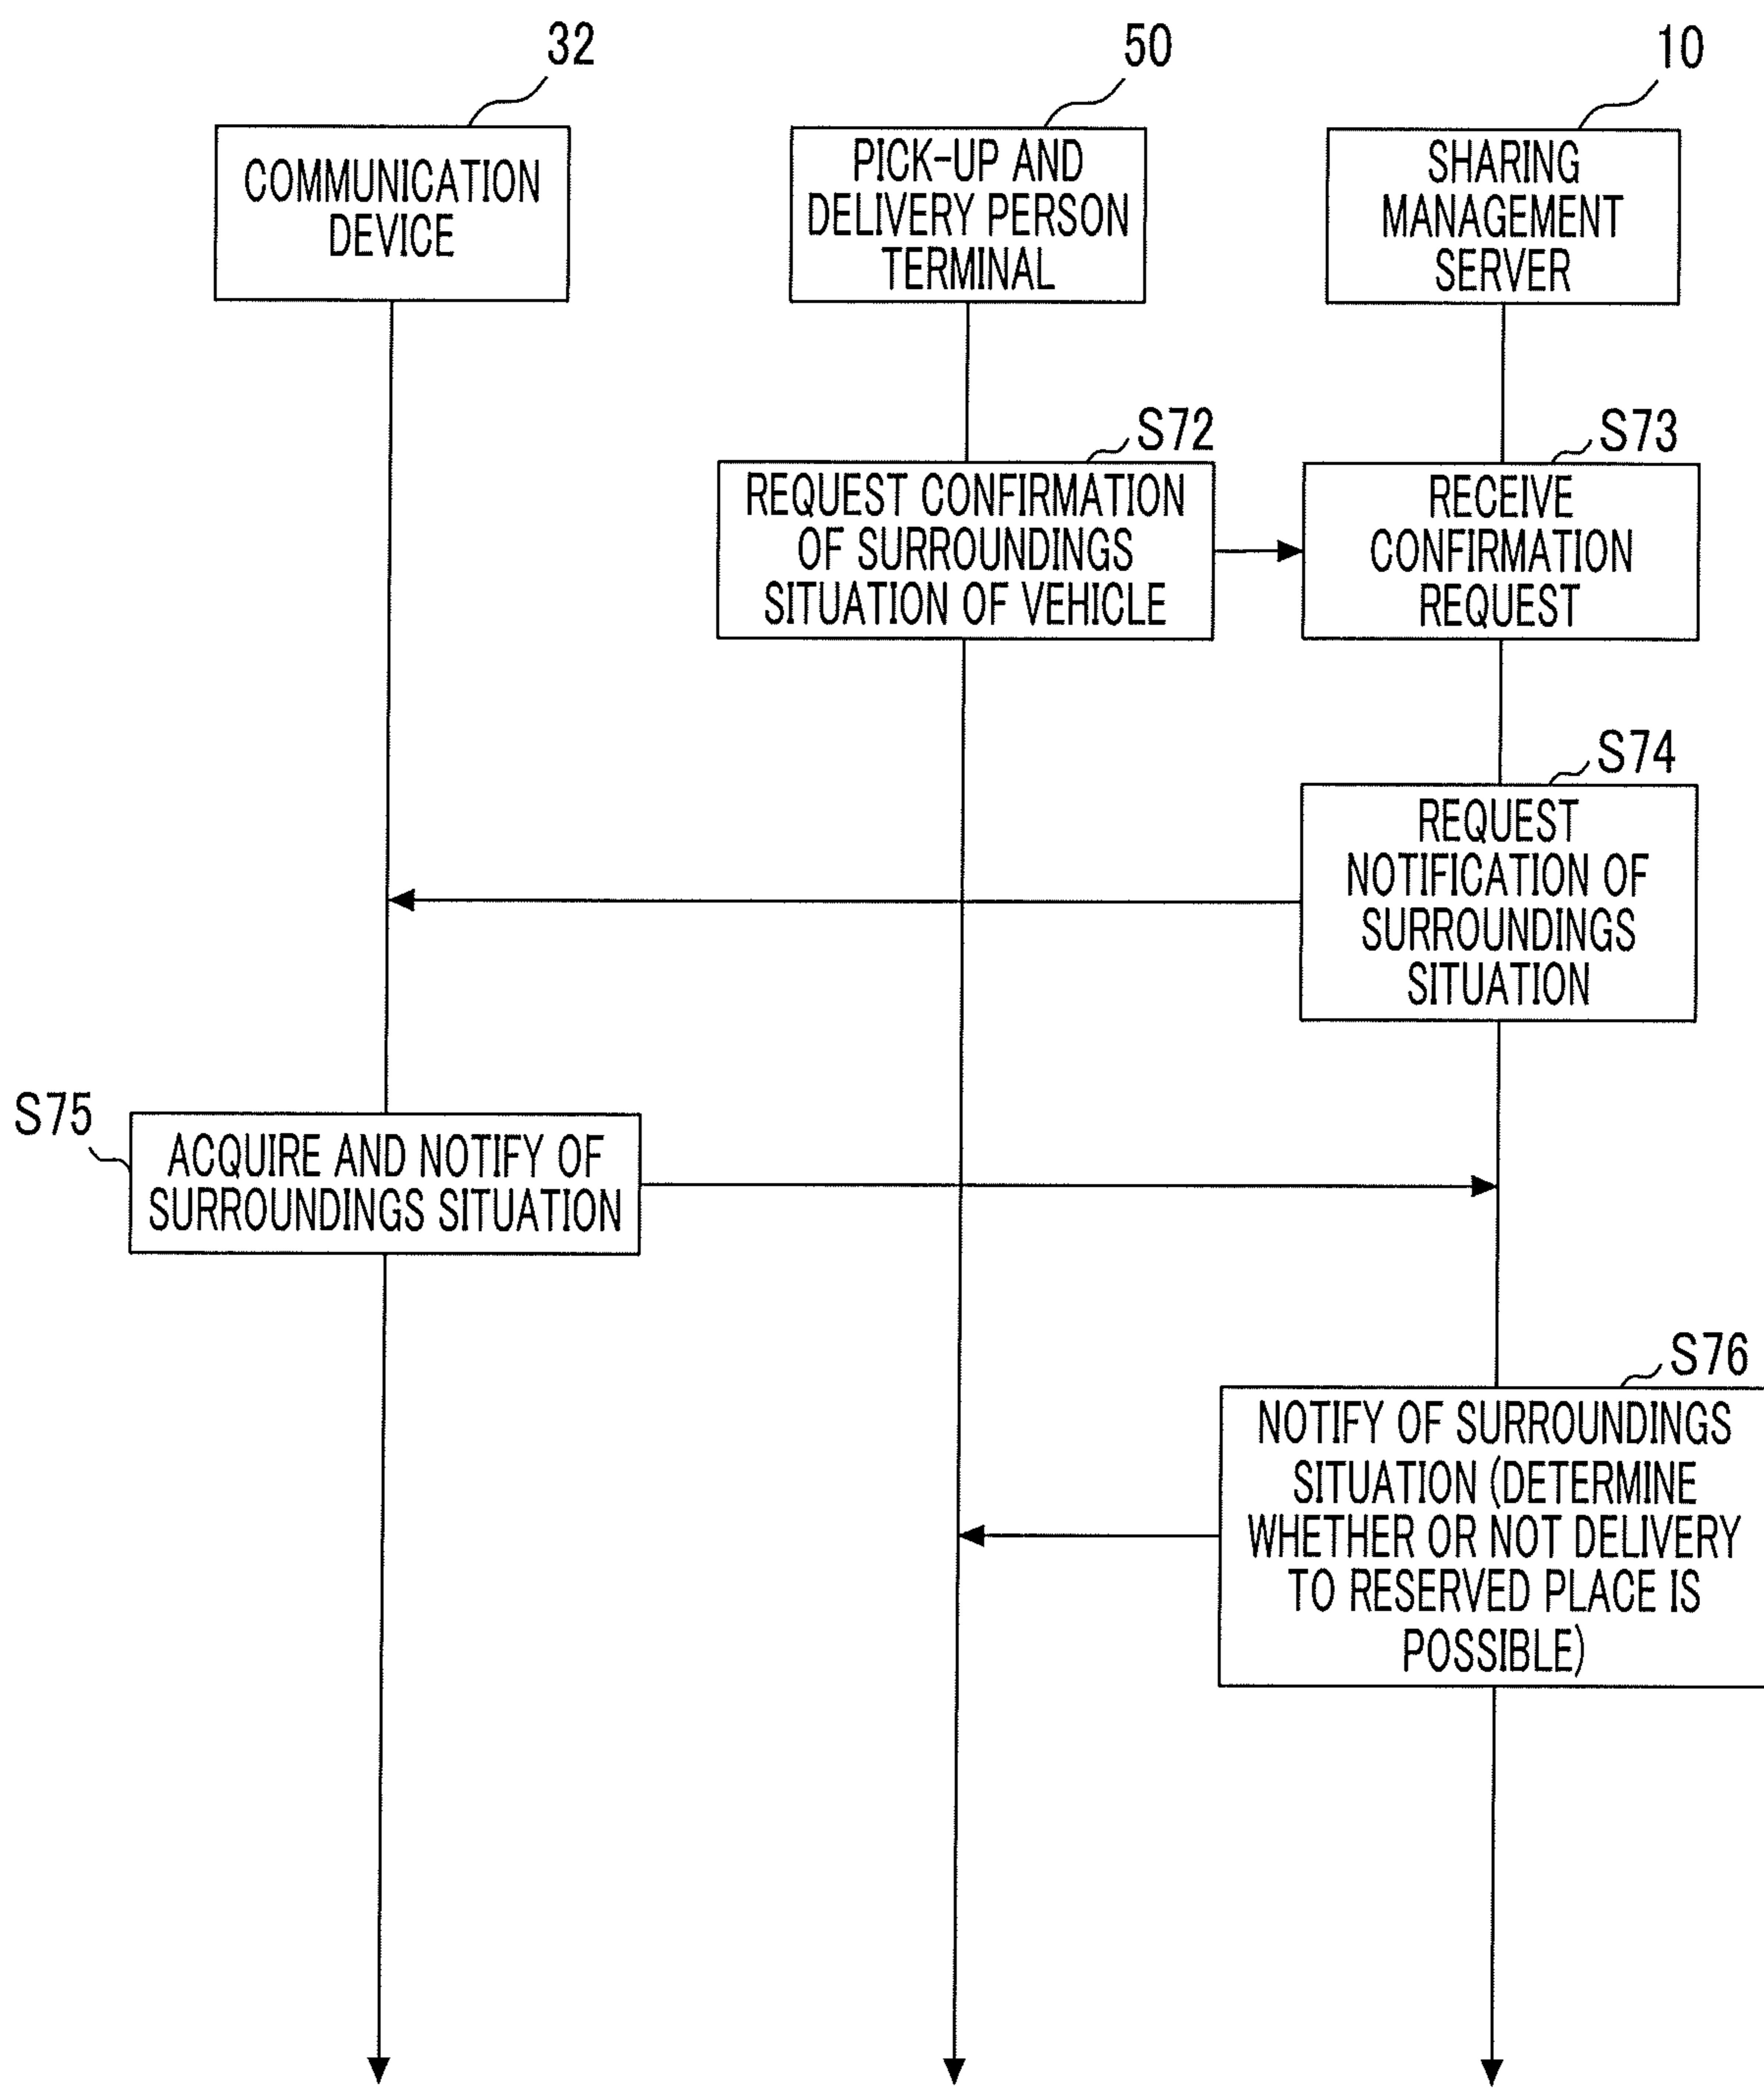 32
50
10
COMMUNICATION
DEVICE
PICK-UP AND
DELIVERY PERSON
TERMINAL
SHARING
MANAGEMENT
SERVER
S72
REQUEST CONFIRMATION
OF SURROUNDINGS
SITUATION OF VEHICLE
S73
RECEIVE
CONFIRMATION
REQUEST
S74
REQUEST
NOTIFICATION OF
SURROUNDINGS
SITUATION
S75
ACQUIRE AND NOTIFY OF
SURROUNDINGS SITUATION
S76
NOTIFY OF SURROUNDINGS
SITUATION (DETERMINE
WHETHER OR NOT DELIVERY
TO RESERVED PLACE IS
POSSIBLE)